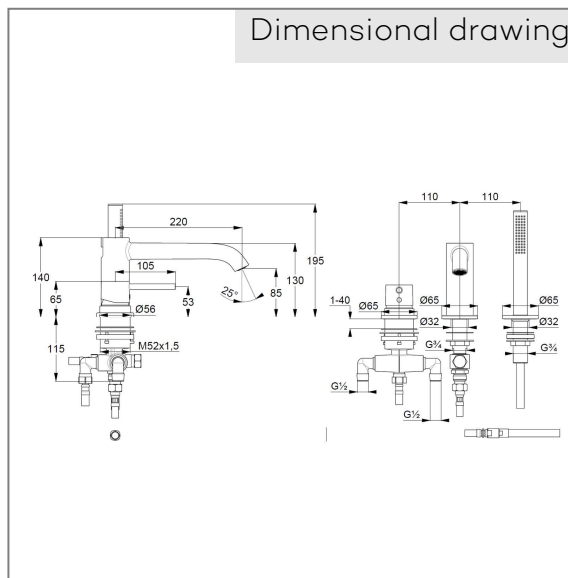 Dimensional drawing
110
110
220
195
140
105
130
65
53
85
25°
Ø56
115
M52x1,5
1-40
Ø65
Ø65
Ø65
Ø32
Ø32
G¾
G¾
G½
G½